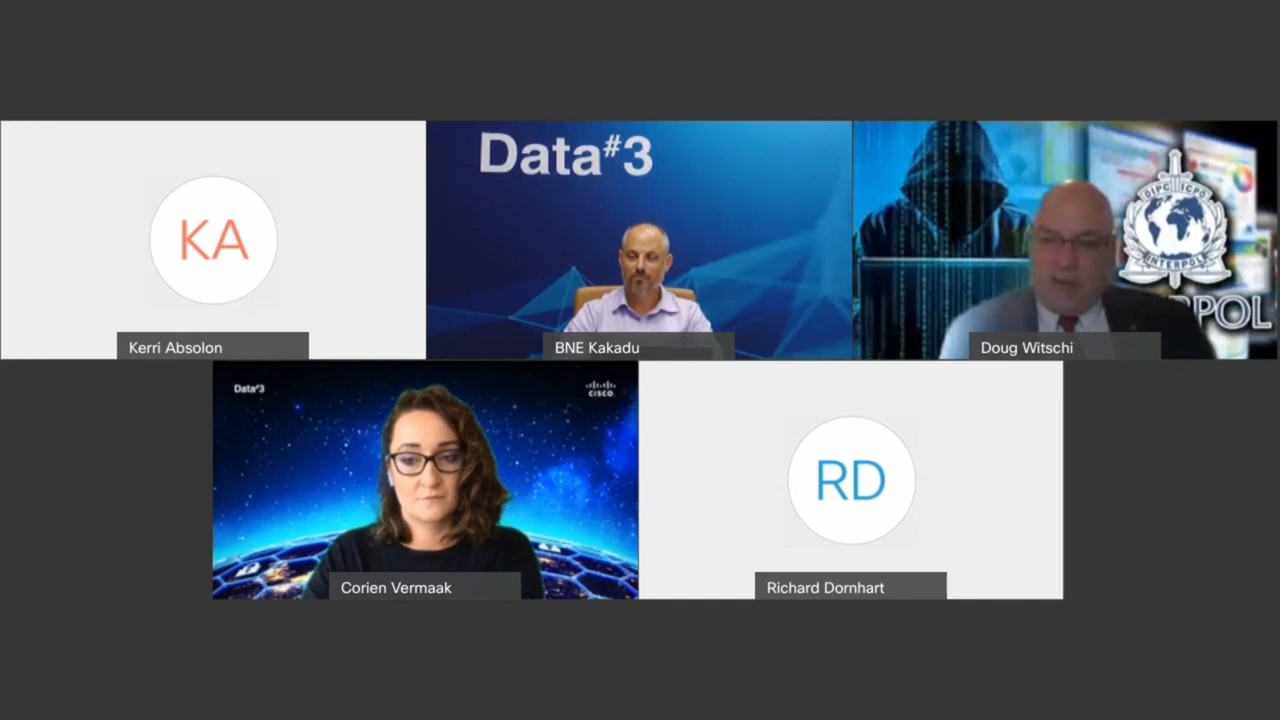 KA
Kerri Absolon
Data#3
BNE Kakadu
OIPC ICPO
INTERPOL
RPOL
Doug Witschi
Data#3
CISCO
Corien Vermaak
RD
Richard Dornhart